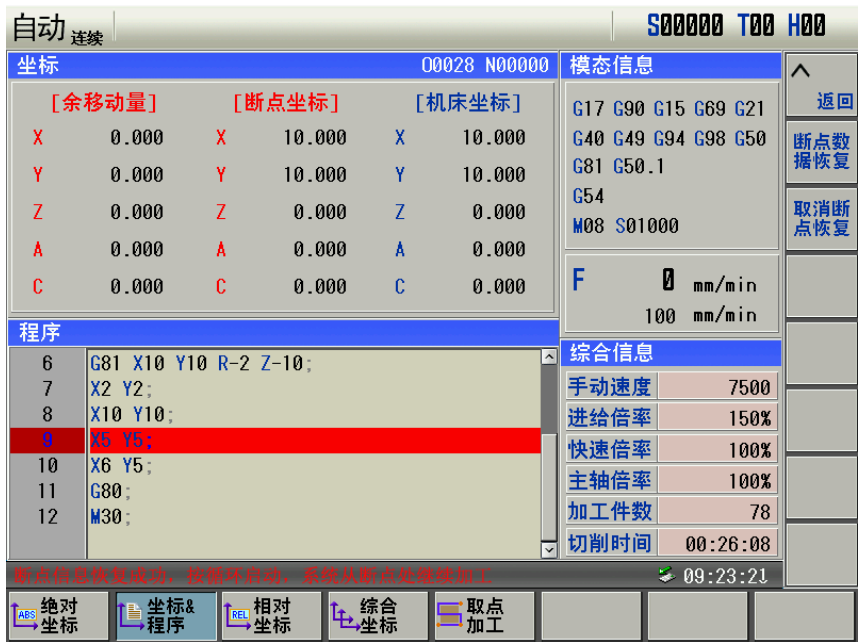 自动 连续
S00000 T00 H00
坐标 O0028 N00000
[余移动量] [断点坐标] [机床坐标]
X 0.000 X 10.000 X 10.000
Y 0.000 Y 10.000 Y 10.000
Z 0.000 Z 0.000 Z 0.000
A 0.000 A 0.000 A 0.000
C 0.000 C 0.000 C 0.000
模态信息
G17 G90 G15 G69 G21
G40 G49 G94 G98 G50
G81 G50.1
G54
M08 S01000
F 0 mm/min
100 mm/min
程序
6 G81 X10 Y10 R-2 Z-10;
7 X2 Y2;
8 X10 Y10;
9 X5 Y5;
10 X6 Y5;
11 G80;
12 M30;
综合信息
手动速度 7500
进给倍率 150%
快速倍率 100%
主轴倍率 100%
加工件数 78
切削时间 00:26:08
断点信息恢复成功，按循环启动，系统从断点处继续加工
09:23:21
返回
断点数
据恢复
取消断
点恢复
ABS 绝对
坐标
坐标&
程序
REL 相对
坐标
综合
坐标
取点
加工